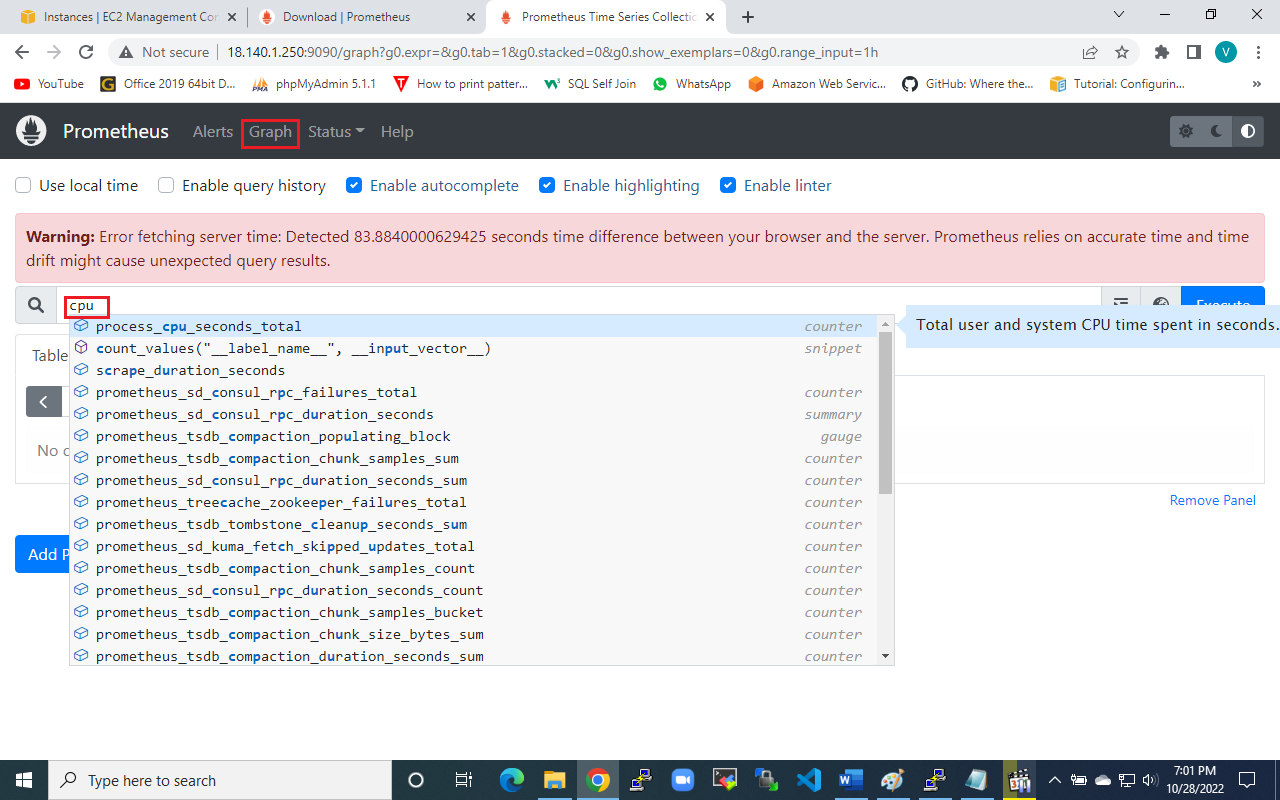 Instances | EC2 Management Con
Download | Prometheus
Prometheus Time Series Collectio
Not secure
18.140.1.250:9090/graph?g0.expr=&g0.tab=1&g0.stacked=0&g0.show_exemplars=0&g0.range_input=1h
V
YouTube
Office 2019 64bit D...
phpMyAdmin 5.1.1
How to print patter...
SQL Self Join
WhatsApp
Amazon Web Servic...
GitHub: Where the...
Tutorial: Configurin...
Prometheus
Alerts
Graph
Status
Help
Use local time
Enable query history
Enable autocomplete
Enable highlighting
Enable linter
Warning: Error fetching server time: Detected 83.8840000629425 seconds time difference between your browser and the server. Prometheus relies on accurate time and time
drift might cause unexpected query results.
cpu
Execute
Total user and system CPU time spent in seconds.
Table
No d
Add P
process_cpu_seconds_total counter
count_values("__label_name__", __input_vector__) snippet
scrape_duration_seconds
prometheus_sd_consul_rpc_failures_total counter
prometheus_sd_consul_rpc_duration_seconds summary
prometheus_tsdb_compaction_populating_block gauge
prometheus_tsdb_compaction_chunk_samples_sum counter
prometheus_sd_consul_rpc_duration_seconds_sum counter
prometheus_treecache_zookeeper_failures_total counter
prometheus_tsdb_tombstone_cleanup_seconds_sum counter
prometheus_sd_kuma_fetch_skipped_updates_total counter
prometheus_tsdb_compaction_chunk_samples_count counter
prometheus_sd_consul_rpc_duration_seconds_count counter
prometheus_tsdb_compaction_chunk_samples_bucket counter
prometheus_tsdb_compaction_chunk_size_bytes_sum counter
prometheus_tsdb_compaction_duration_seconds_sum counter
Remove Panel
Type here to search
7:01 PM
10/28/2022